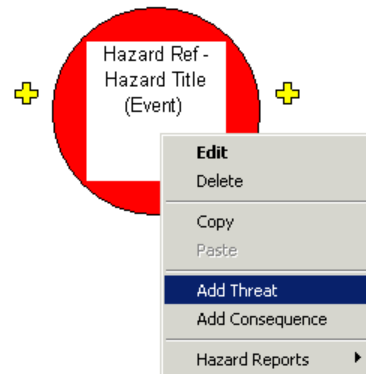 Hazard Ref -
Hazard Title
(Event)
Edit
Delete
Copy
Paste
Add Threat
Add Consequence
Hazard Reports